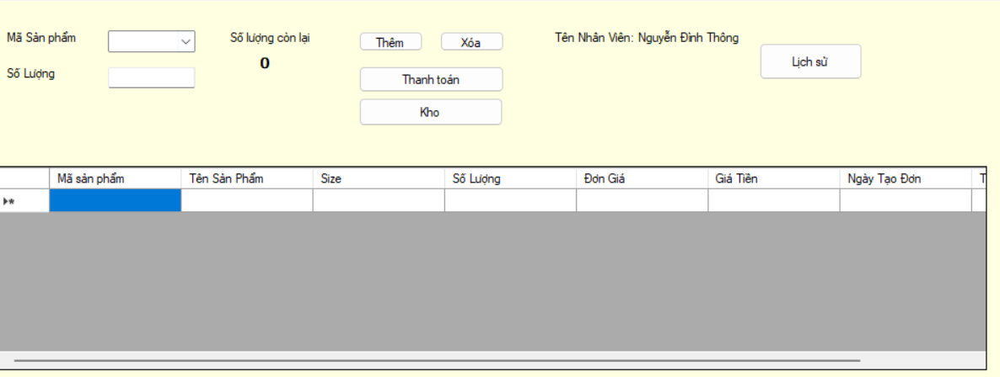 Mã Sản phẩm
Số lượng còn lại
Thêm
Xóa
Tên Nhân Viên: Nguyễn Đình Thông
Lịch sử
0
Số Lượng
Thanh toán
Kho
Mã sản phẩm Tên Sản Phẩm Size Số Lượng Đơn Giá Giá Tiền Ngày Tạo Đơn T